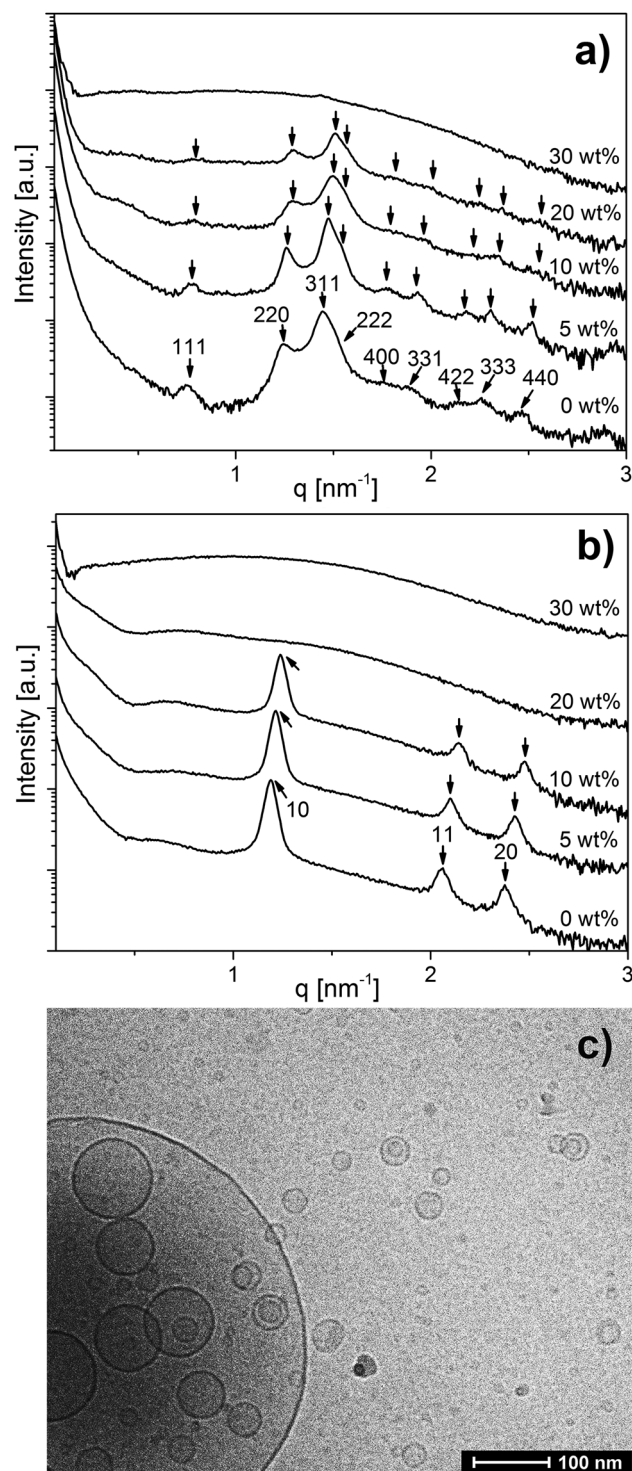 a)
Intensity [a.u.]
30 wt%
20 wt%
10 wt%
5 wt%
0 wt%
111
220
311
222
400
331
422
333
440
1
2
3
q [nm⁻¹]
b)
Intensity [a.u.]
30 wt%
20 wt%
10 wt%
5 wt%
0 wt%
10
11
20
1
2
3
q [nm⁻¹]
c)
100 nm